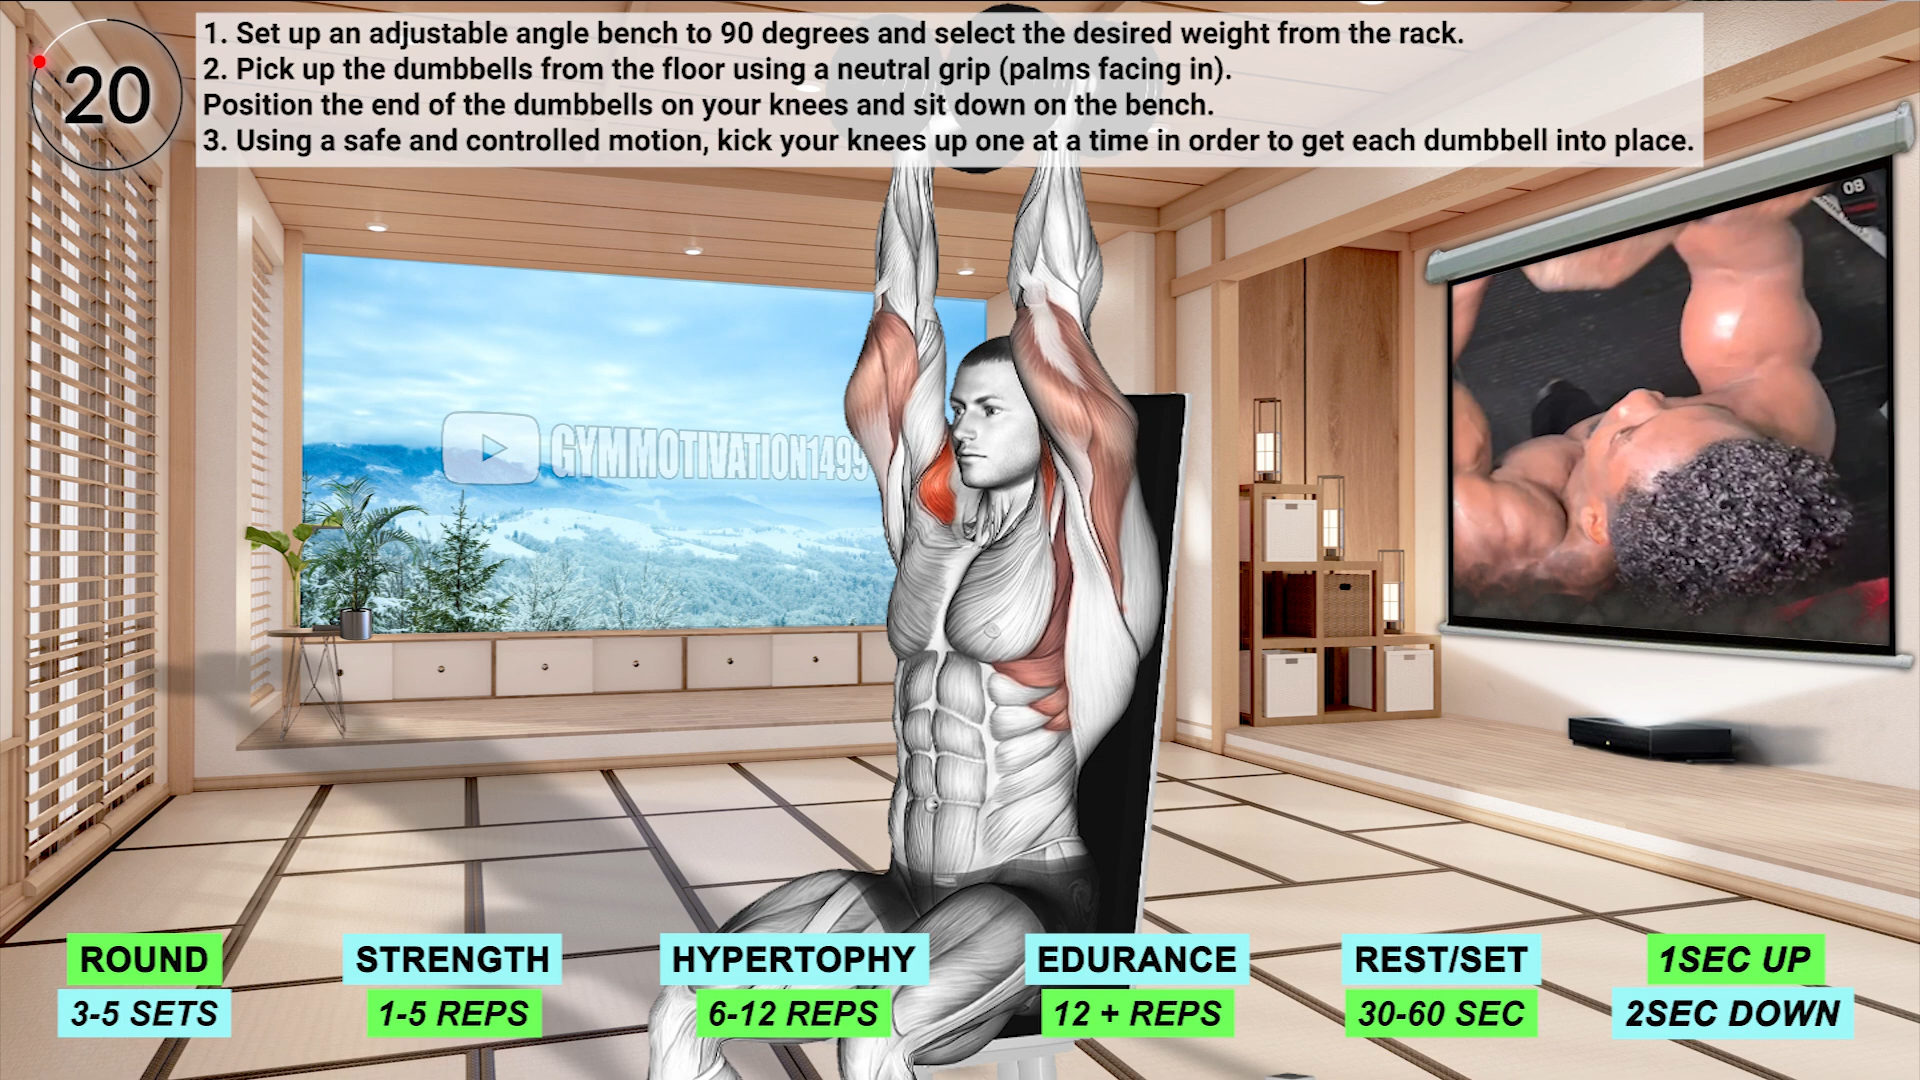 20
1. Set up an adjustable angle bench to 90 degrees and select the desired weight from the rack.
2. Pick up the dumbbells from the floor using a neutral grip (palms facing in).
Position the end of the dumbbells on your knees and sit down on the bench.
3. Using a safe and controlled motion, kick your knees up one at a time in order to get each dumbbell into place.
08
GYMMOTIVATION1499
ROUND
3-5 SETS
STRENGTH
1-5 REPS
HYPERTOPHY
6-12 REPS
EDURANCE
12 + REPS
REST/SET
30-60 SEC
1SEC UP
2SEC DOWN